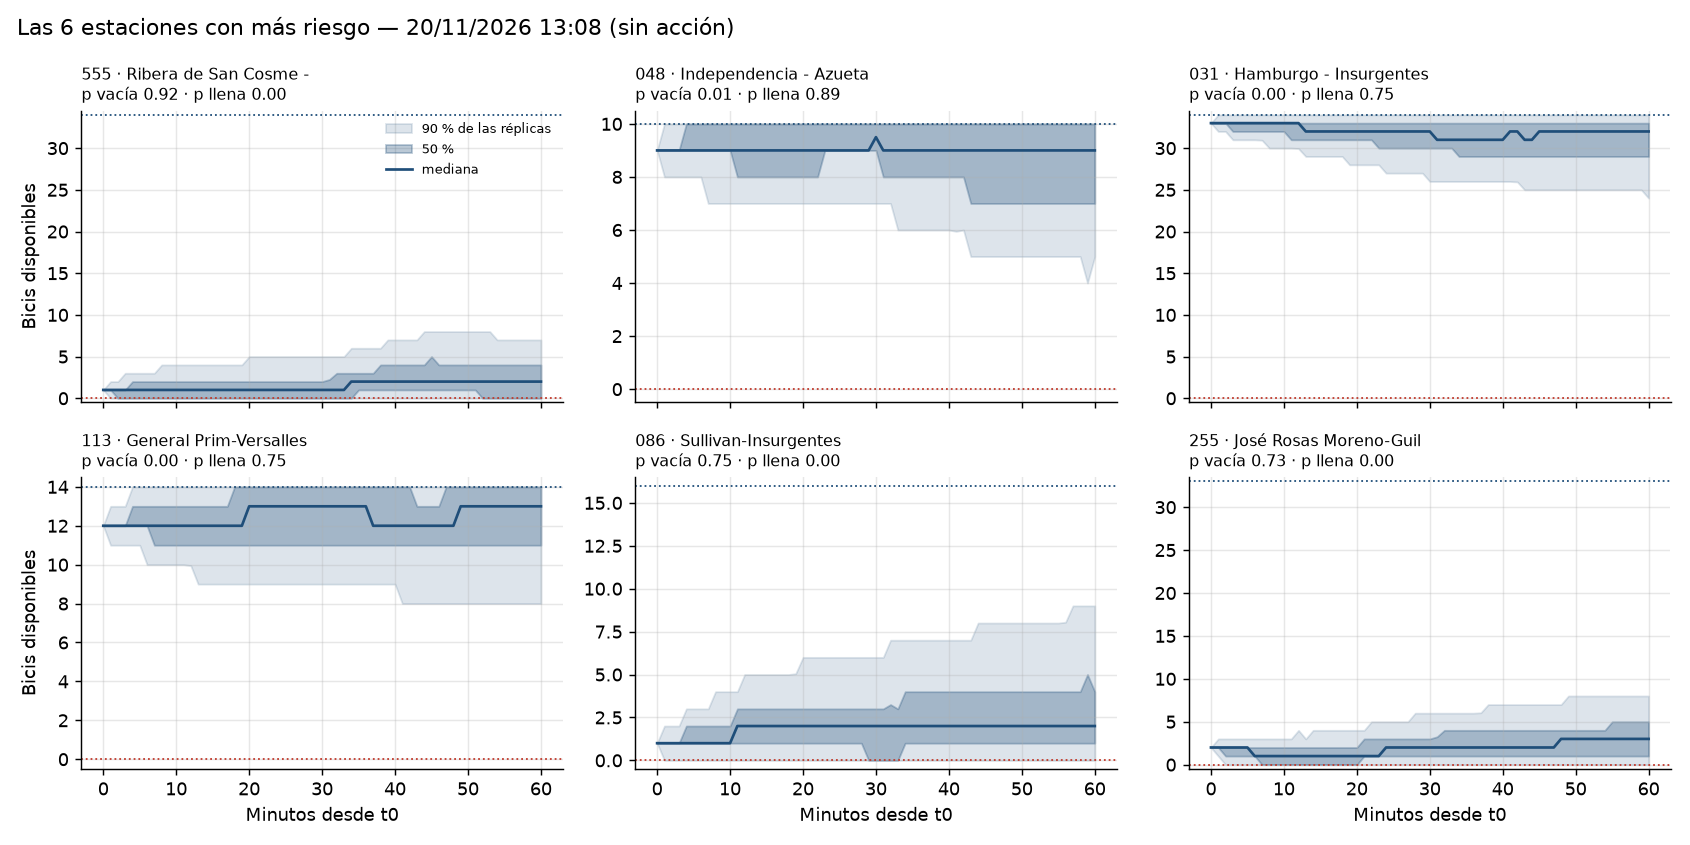 Las 6 estaciones con más riesgo — 20/11/2026 13:08 (sin acción)
555 · Ribera de San Cosme -
p vacía 0.92 · p llena 0.00
90 % de las réplicas
50 %
mediana
Bicis disponibles
30
25
20
15
10
5
0
048 · Independencia - Azueta
p vacía 0.01 · p llena 0.89
10
8
6
4
2
0
031 · Hamburgo - Insurgentes
p vacía 0.00 · p llena 0.75
30
25
20
15
10
5
0
113 · General Prim-Versalles
p vacía 0.00 · p llena 0.75
Bicis disponibles
14
12
10
8
6
4
2
0
0 10 20 30 40 50 60
Minutos desde t0
086 · Sullivan-Insurgentes
p vacía 0.75 · p llena 0.00
15.0
12.5
10.0
7.5
5.0
2.5
0.0
0 10 20 30 40 50 60
Minutos desde t0
255 · José Rosas Moreno-Guil
p vacía 0.73 · p llena 0.00
30
25
20
15
10
5
0
0 10 20 30 40 50 60
Minutos desde t0